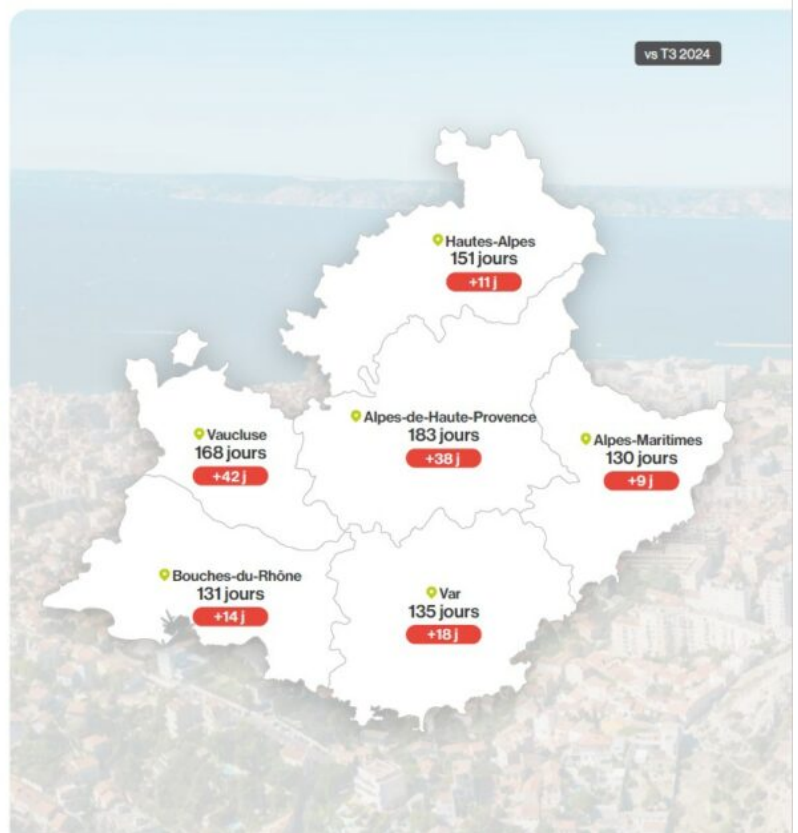 vs T3 2024
Hautes-Alpes
151 jours
+11 j
Vaucluse
168 jours
+42 j
Alpes-de-Haute-Provence
183 jours
+38 j
Alpes-Maritimes
130 jours
+9 j
Bouches-du-Rhône
131 jours
+14 j
Var
135 jours
+18 j